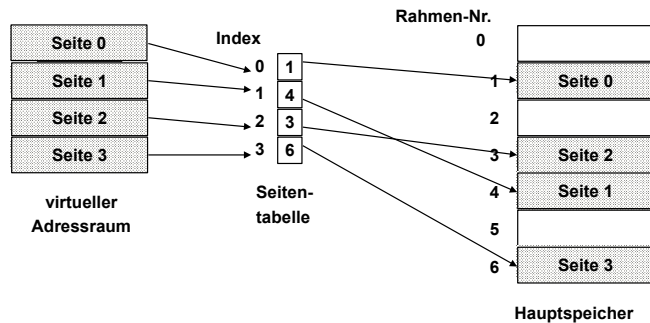 Seite 0
Seite 1
Seite 2
Seite 3
virtueller
Adressraum
Index
0 1
1 4
2 3
3 6
Seiten-
tabelle
Rahmen-Nr.
0
1 Seite 0
2
3 Seite 2
4 Seite 1
5
6 Seite 3
Hauptspeicher